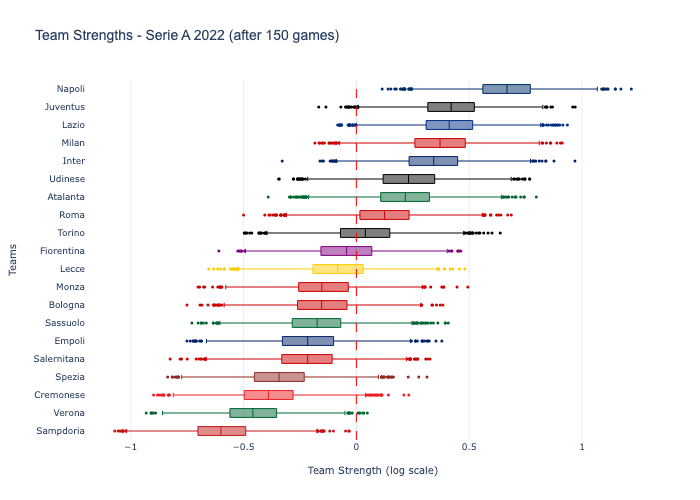 Team Strengths - Serie A 2022 (after 150 games)
Napoli
Juventus
Lazio
Milan
Inter
Udinese
Atalanta
Roma
Torino
Fiorentina
Lecce
Monza
Bologna
Sassuolo
Empoli
Salernitana
Spezia
Cremonese
Verona
Sampdoria
Teams
−1
−0.5
0
0.5
1
Team Strength (log scale)